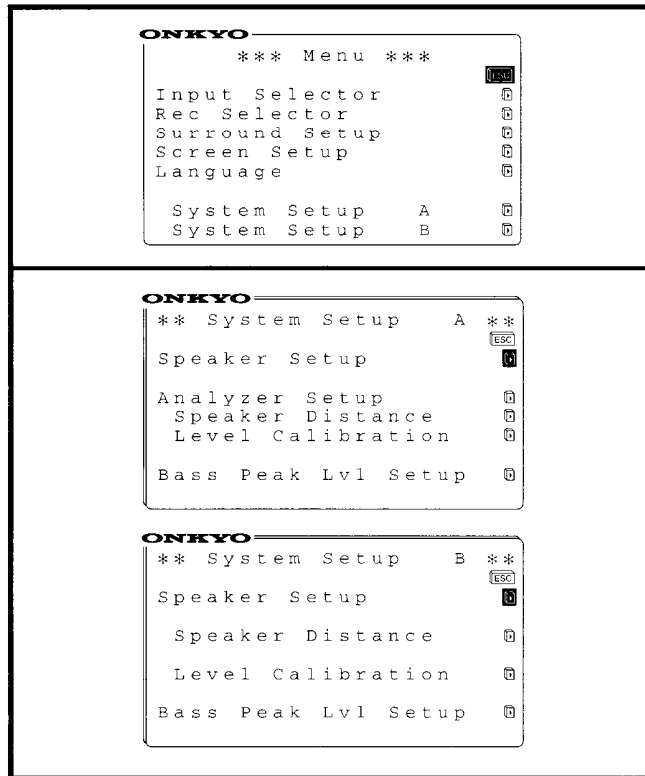 ONKYO
*** Menu ***
ESC
Input Selector
Rec Selector
Surround Setup
Screen Setup
Language
System Setup A
System Setup B
ONKYO
** System Setup A **
ESC
Speaker Setup
Analyzer Setup
Speaker Distance
Level Calibration
Bass Peak Lvl Setup
ONKYO
** System Setup B **
ESC
Speaker Setup
Speaker Distance
Level Calibration
Bass Peak Lvl Setup